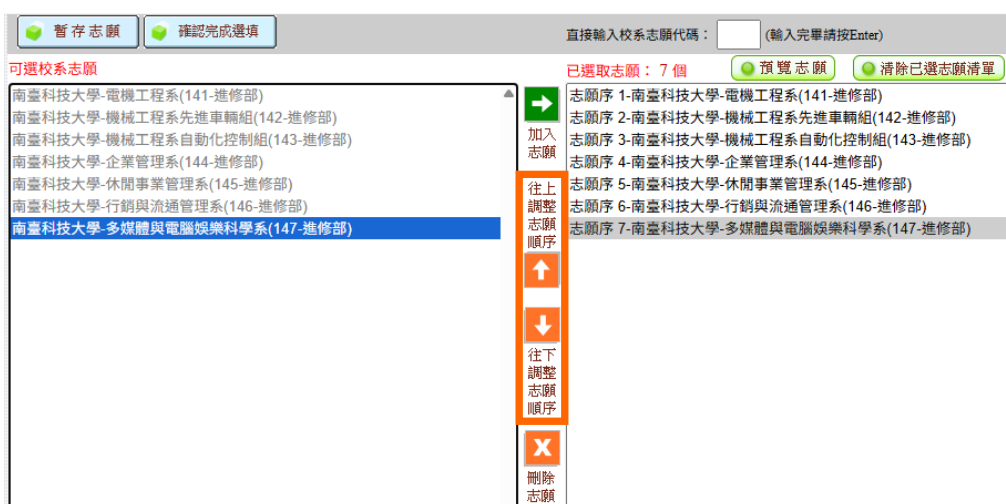 暫存志願
確認完成選填
直接輸入校系志願代碼：
(輸入完畢請按Enter)
可選校系志願
已選取志願： 7 個
預覽志願
清除已選志願清單
南臺科技大學-電機工程系(141-進修部)
南臺科技大學-機械工程系先進車輛組(142-進修部)
南臺科技大學-機械工程系自動化控制組(143-進修部)
南臺科技大學-企業管理系(144-進修部)
南臺科技大學-休閒事業管理系(145-進修部)
南臺科技大學-行銷與流通管理系(146-進修部)
南臺科技大學-多媒體與電腦娛樂科學系(147-進修部)
加入
志願
往上
調整
志願
順序
往下
調整
志願
順序
X
刪除
志願
志願序 1-南臺科技大學-電機工程系(141-進修部)
志願序 2-南臺科技大學-機械工程系先進車輛組(142-進修部)
志願序 3-南臺科技大學-機械工程系自動化控制組(143-進修部)
志願序 4-南臺科技大學-企業管理系(144-進修部)
志願序 5-南臺科技大學-休閒事業管理系(145-進修部)
志願序 6-南臺科技大學-行銷與流通管理系(146-進修部)
志願序 7-南臺科技大學-多媒體與電腦娛樂科學系(147-進修部)